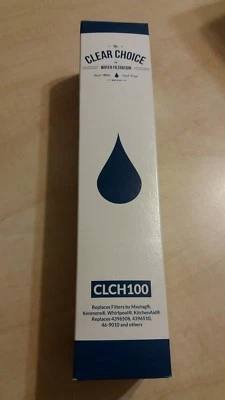 The
CLEAR CHOICE
WATER FILTRATION
CLCH100
Replaces Filters by Maytag®,
Kenmore®, Whirlpool®, KitchenAid®
Replaces 4396508, 4396510,
46-9010 and others